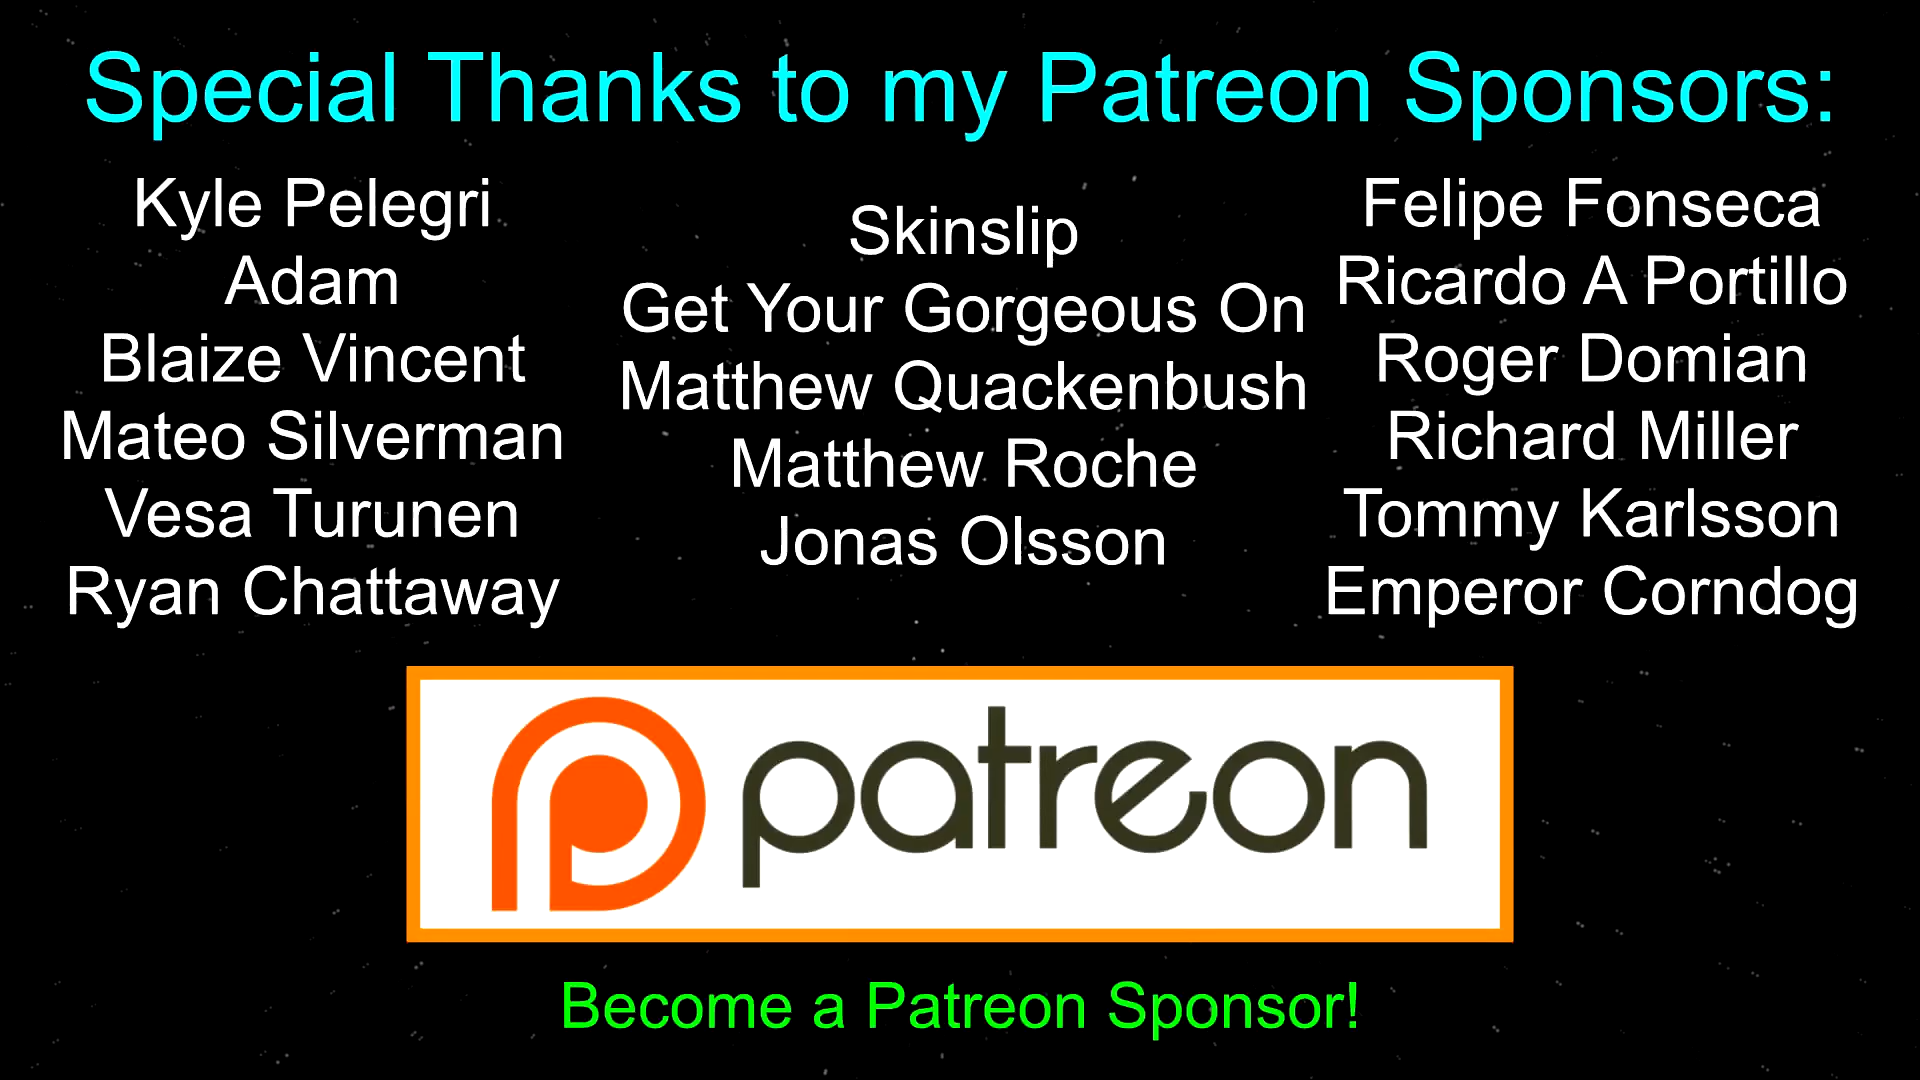 Special Thanks to my Patreon Sponsors:
Kyle Pelegri
Adam
Blaize Vincent
Mateo Silverman
Vesa Turunen
Ryan Chattaway
Skinslip
Get Your Gorgeous On
Matthew Quackenbush
Matthew Roche
Jonas Olsson
Felipe Fonseca
Ricardo A Portillo
Roger Domian
Richard Miller
Tommy Karlsson
Emperor Corndog
patreon
Become a Patreon Sponsor!